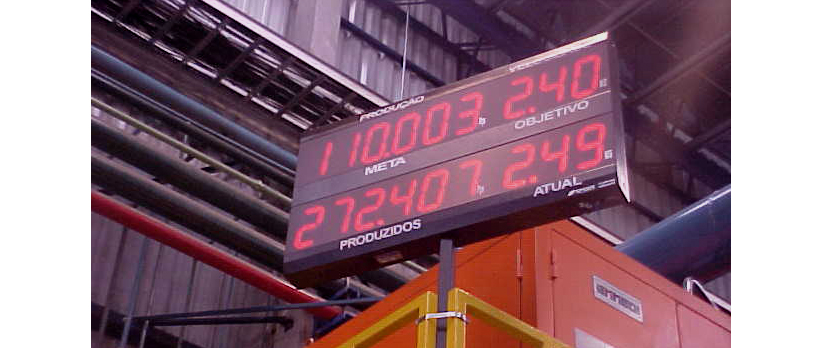 PRODUÇÃO
110.003 2.40
META OBJETIVO
272.407 2.49
PRODUZIDOS ATUAL